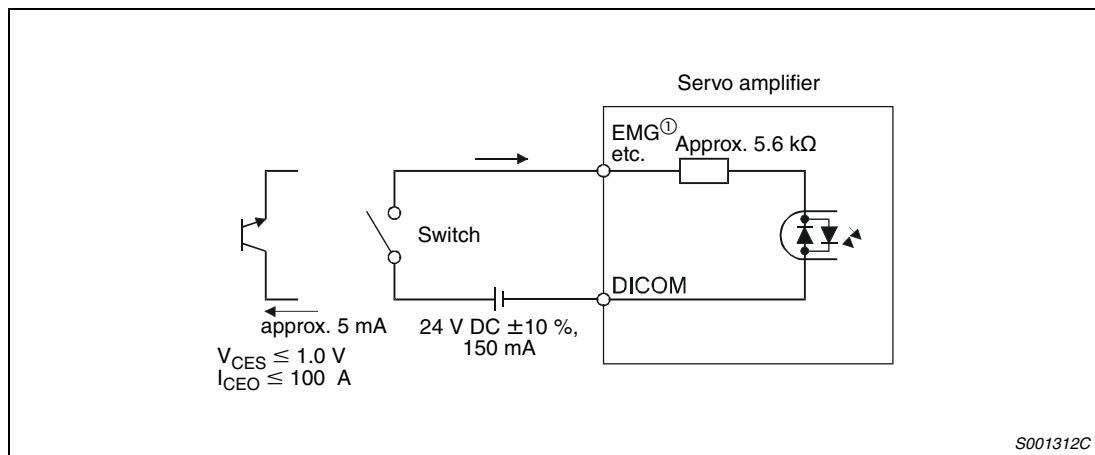 Servo amplifier
EMG①
etc.
Approx. 5.6 kΩ
Switch
DICOM
approx. 5 mA
24 V DC ±10 %,
150 mA
VCES ≤ 1.0 V
ICEO ≤ 100 A
S001312C